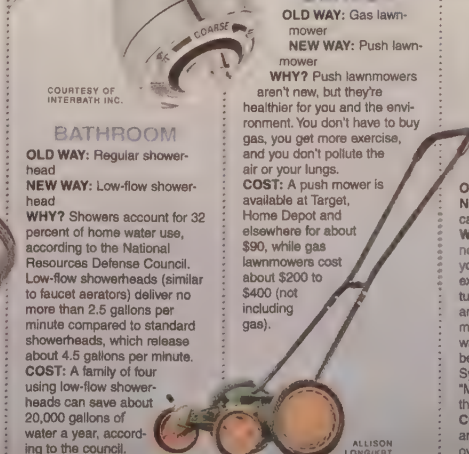 COARSE
COURTESY OF
INTERBATH INC.
BATHROOM
OLD WAY: Regular shower-
head
NEW WAY: Low-flow shower-
head
WHY? Showers account for 32
percent of home water use,
according to the National
Resources Defense Council.
Low-flow showerheads (similar
to faucet aerators) deliver no
more than 2.5 gallons per
minute compared to standard
showerheads, which release
about 4.5 gallons per minute.
COST: A family of four
using low-flow shower-
heads can save about
20,000 gallons of
water a year, accord-
ing to the council.
OLD WAY: Gas lawn-
mower
NEW WAY: Push lawn-
mower
WHY? Push lawnmowers
aren't new, but they're
healthier for you and the envi-
ronment. You don't have to buy
gas, you get more exercise,
and you don't pollute the
air or your lungs.
COST: A push mower is
available at Target,
Home Depot and
elsewhere for about
$90, while gas
lawnmowers cost
about $200 to
$400 (not
including
gas).
ALLISON